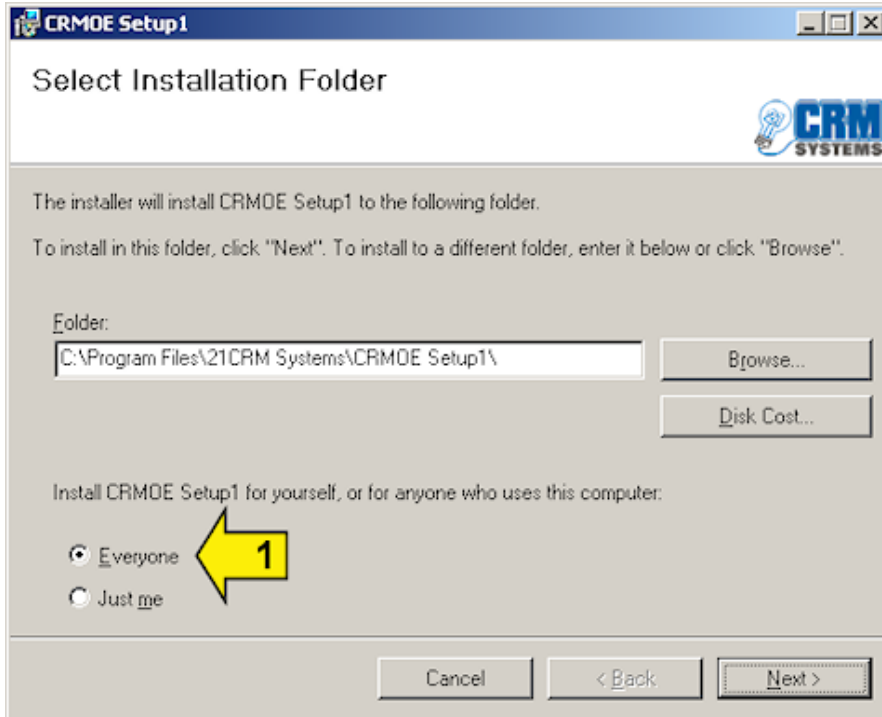 CRMOE Setup1
Select Installation Folder
CRM
SYSTEMS
The installer will install CRMOE Setup1 to the following folder.
To install in this folder, click "Next". To install to a different folder, enter it below or click "Browse".
Folder:
C:\Program Files\21CRM Systems\CRMOE Setup1\
Browse...
Disk Cost...
Install CRMOE Setup1 for yourself, or for anyone who uses this computer:
Everyone
1
Just me
Cancel
< Back
Next >